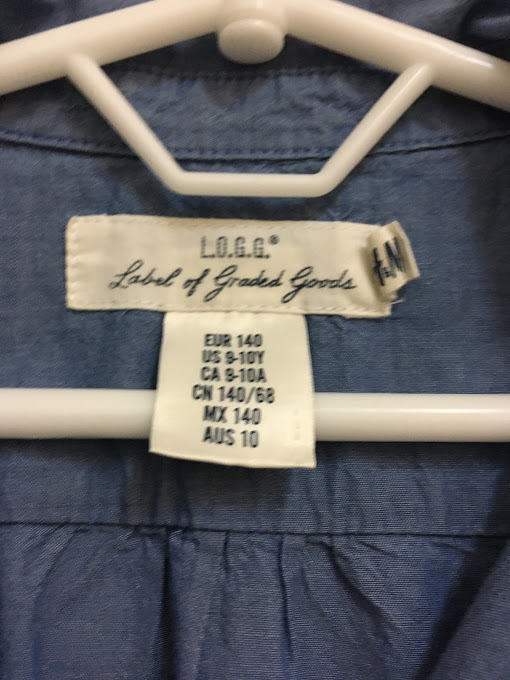 L.O.G.G.®
Label of Graded Goods
H&M
EUR 140
US 9-10Y
CA 9-10A
CN 140/68
MX 140
AUS 10